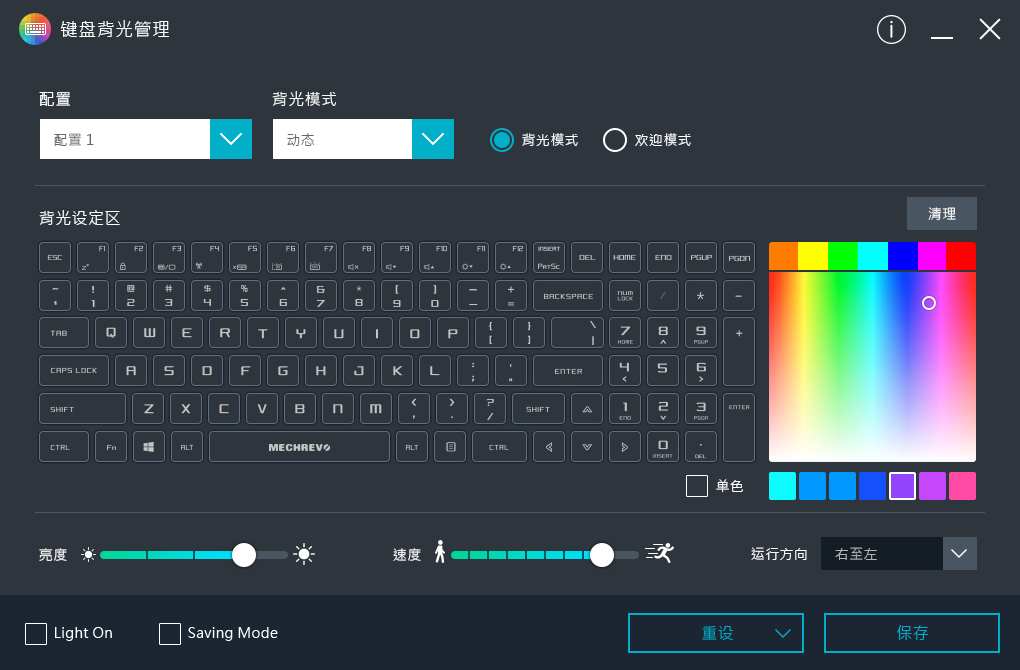 键盘背光管理
配置 背光模式
配置 1 动态 背光模式 欢迎模式
背光设定区 清理
ESC F1 F2 F3 F4 F5 F6 F7 F8 F9 F10 F11 F12 INSERT PRTSC DEL HOME END PGUP PGDN
~ ! @ # $ % ^ & * ( ) — +
, 1 2 3 4 5 6 7 8 9 0 — = BACKSPACE NUM LOCK / * −
TAB Q W E R T Y U I O P { [ } ] \ | 7 HOME 8 9 PGUP +
CAPS LOCK A S D F G H J K L : ; ' " ENTER 4 5 6
SHIFT Z X C V B N M < , > . ? / SHIFT 1 END 2 3 PGDN ENTER
CTRL Fn ALT MECHREVO ALT CTRL 0 INSERT . DEL
单色
亮度 速度 运行方向 右至左
Light On Saving Mode 重设 保存